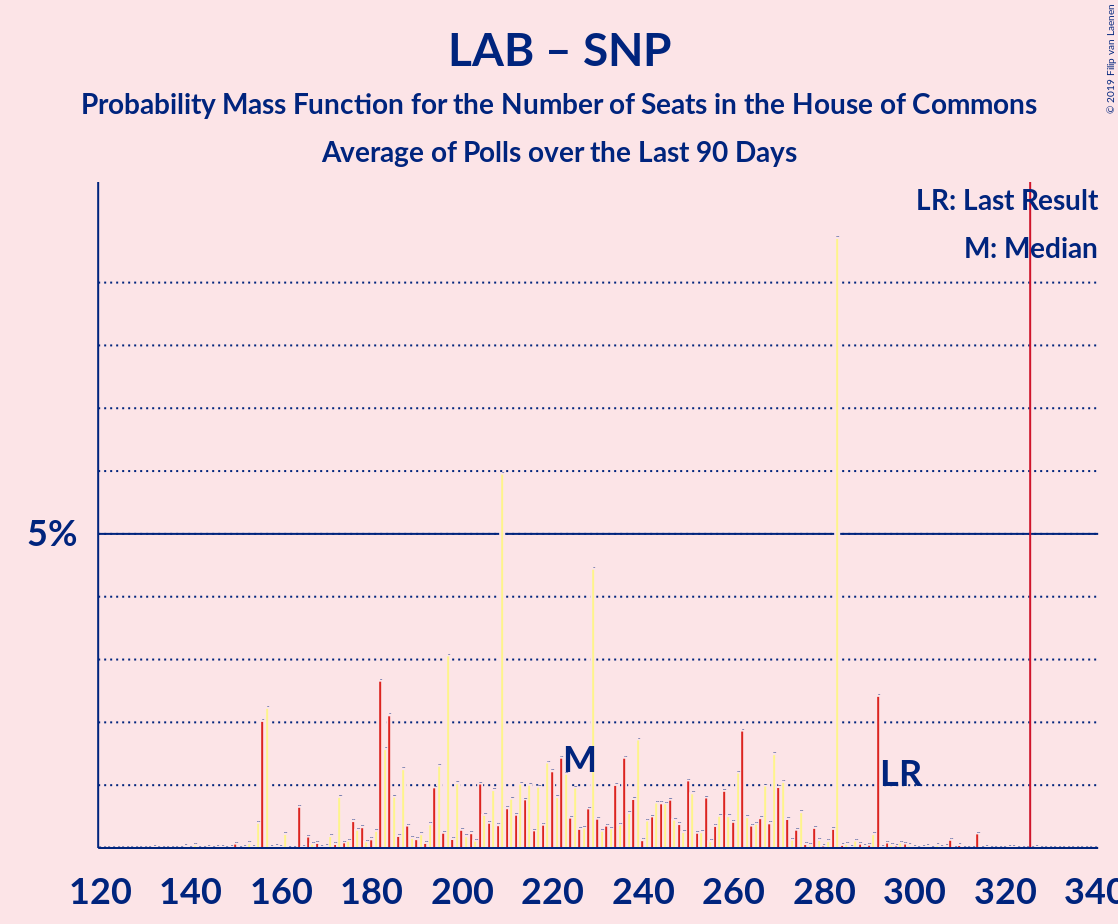 LAB – SNP
Probability Mass Function for the Number of Seats in the House of Commons
Average of Polls over the Last 90 Days
© 2019 Filip van Laenen
LR: Last Result
M: Median
5%
M
LR
120 140 160 180 200 220 240 260 280 300 320 340